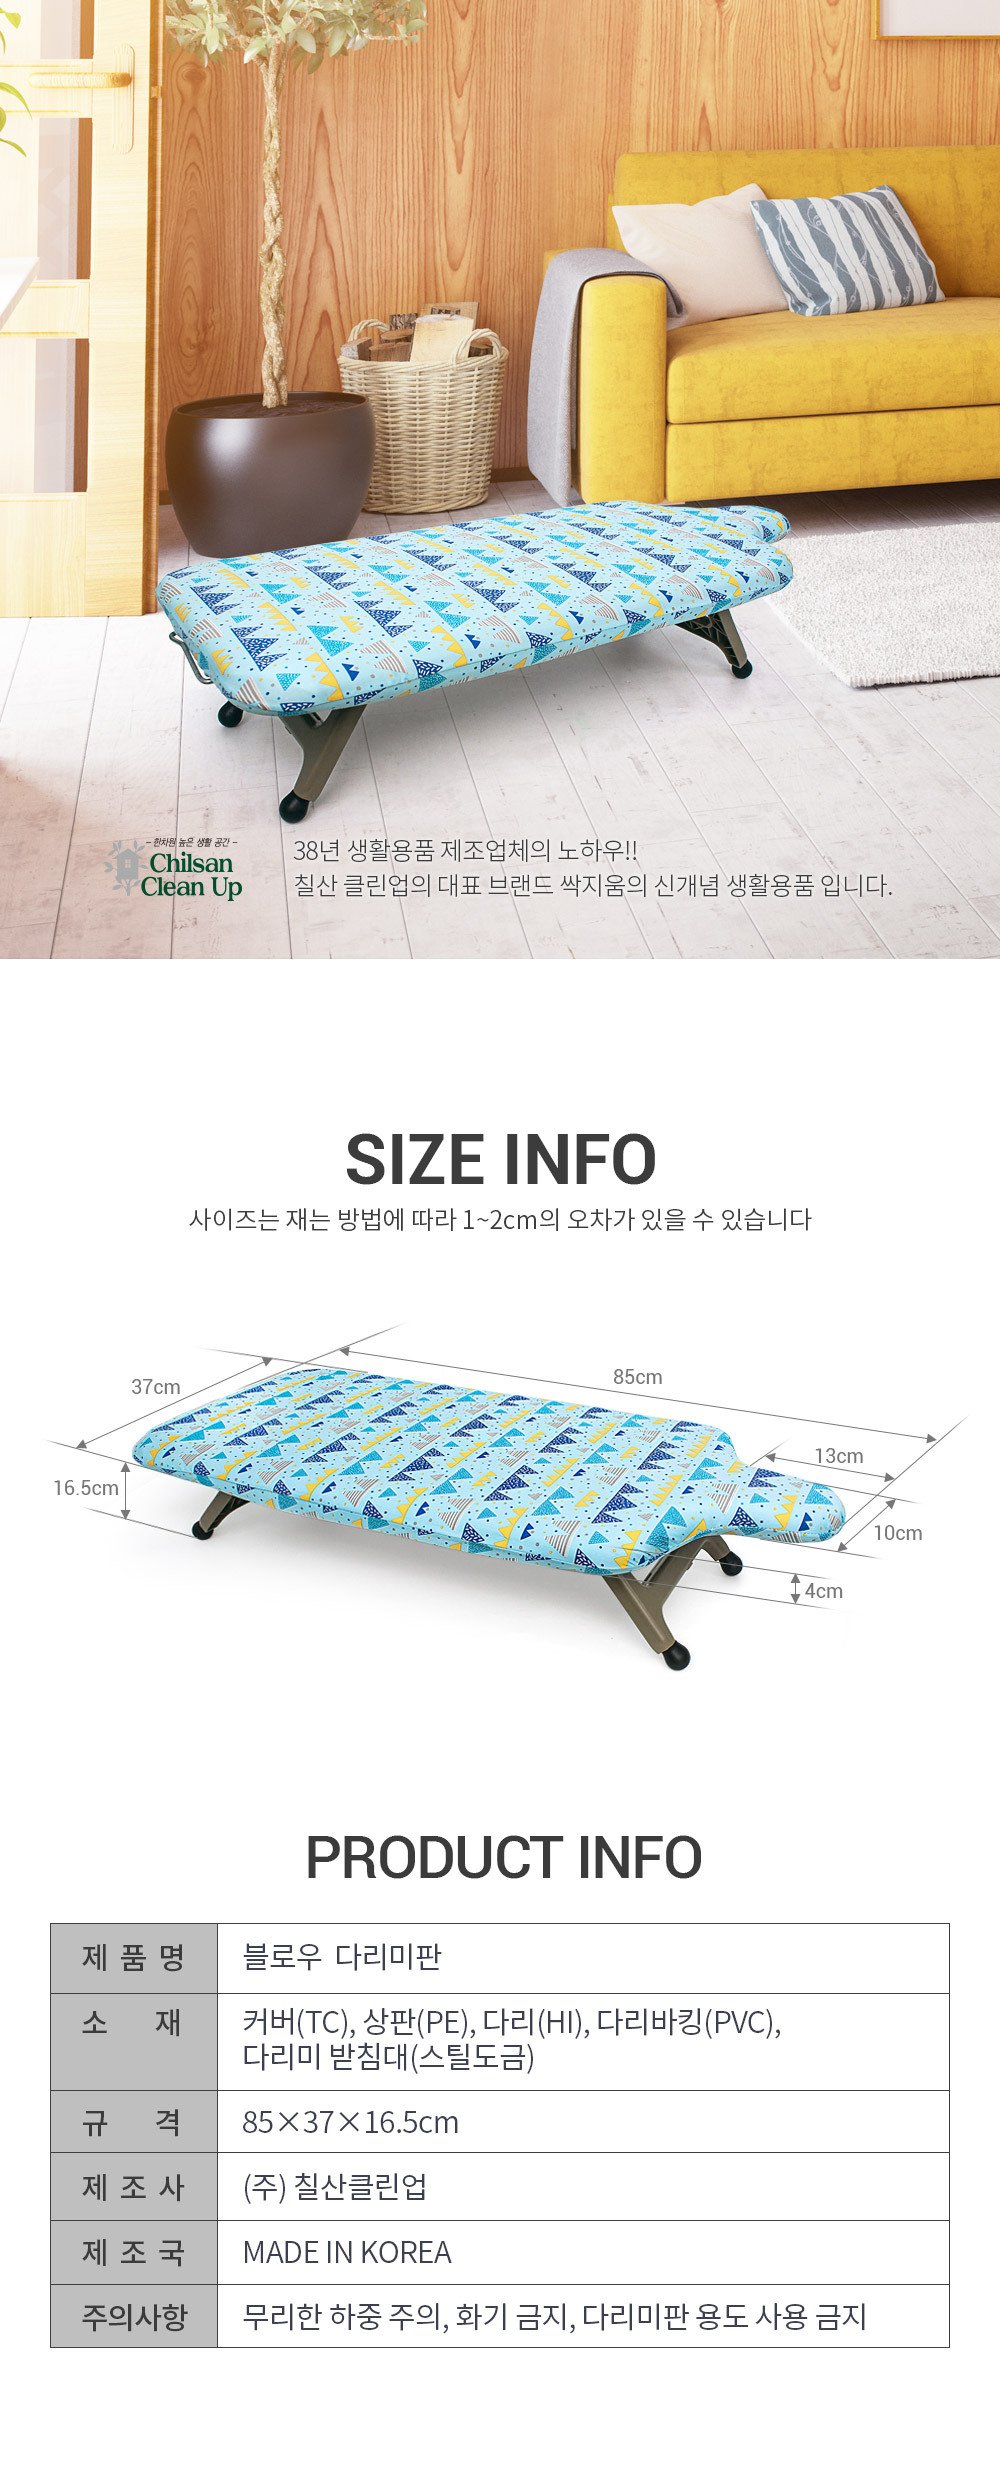 - 한차원 높은 생활 공간 -
Chilsan
Clean Up
38년 생활용품 제조업체의 노하우!!
칠산 클린업의 대표 브랜드 싹지움의 신개념 생활용품 입니다.
SIZE INFO
사이즈는 재는 방법에 따라 1~2cm의 오차가 있을 수 있습니다
37cm
85cm
13cm
16.5cm
10cm
4cm
PRODUCT INFO
제 품 명 블로우 다리미판
소 재 커버(TC), 상판(PE), 다리(HI), 다리바킹(PVC),
다리미 받침대(스틸도금)
규 격 85×37×16.5cm
제 조 사 (주) 칠산클린업
제 조 국 MADE IN KOREA
주의사항 무리한 하중 주의, 화기 금지, 다리미판 용도 사용 금지